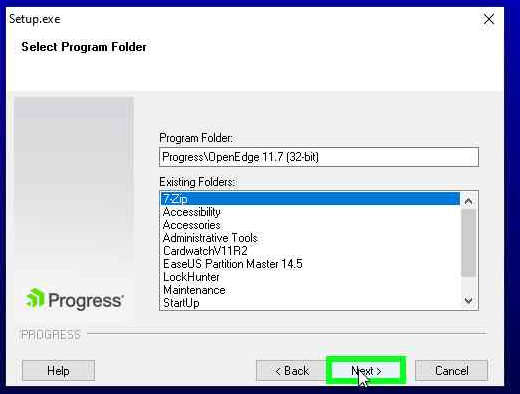 Setup.exe
Select Program Folder
Program Folder:
Progress\OpenEdge 11.7 (32-bit)
Existing Folders:
7-Zip
Accessibility
Accessories
Administrative Tools
CardwatchV11R2
EaseUS Partition Master 14.5
LockHunter
Maintenance
StartUp
Progress
PROGRESS
Help
< Back
Next >
Cancel